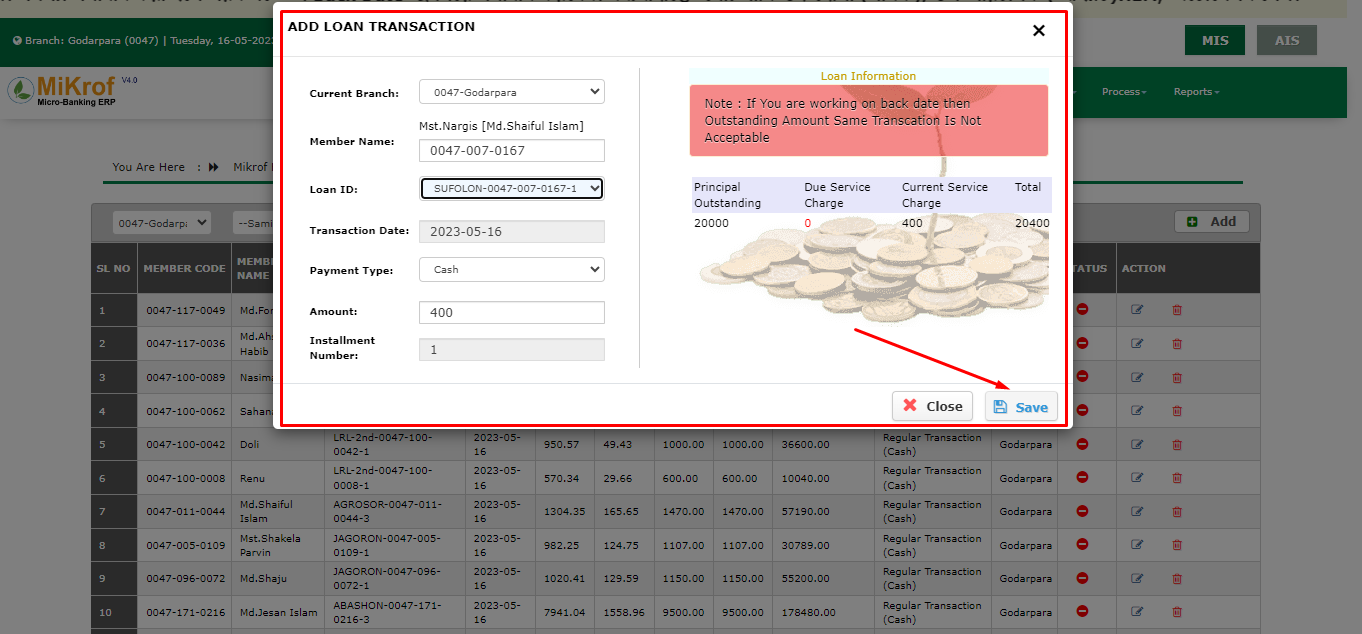 ADD LOAN TRANSACTION
Branch: Godarpara (0047) | Tuesday, 16-05-202
MIS
AIS
MiKrof V4.0
Micro-Banking ERP
Process
Reports
Current Branch:
0047-Godarpara
Mst.Nargis [Md.Shaiful Islam]
Member Name:
0047-007-0167
Loan ID:
SUFOLON-0047-007-0167-1
Transaction Date:
2023-05-16
Payment Type:
Cash
Amount:
400
Installment
Number:
1
Loan Information
Note : If You are working on back date then
Outstanding Amount Same Transcation Is Not
Acceptable
Principal Outstanding Due Service Charge Current Service Charge Total
20000 0 400 20400
Close
Save
You Are Here : Mikrof
0047-Godarpa
--Sami
Add
SL NO MEMBER CODE NAME ACTION
1 0047-117-0049 Md.For
2 0047-117-0036 Md.Ah Habib
3 0047-100-0089 Nasima
4 0047-100-0062 Sahana
5 0047-100-0042 Doli LRL-2nd-0047-100-0042-1 2023-05-16 950.57 49.43 1000.00 1000.00 36600.00 Regular Transaction (Cash) Godarpara
6 0047-100-0008 Renu LRL-2nd-0047-100-0008-1 2023-05-16 570.34 29.66 600.00 600.00 10040.00 Regular Transaction (Cash) Godarpara
7 0047-011-0044 Md.Shaiful Islam AGROSOR-0047-011-0044-3 2023-05-16 1304.35 165.65 1470.00 1470.00 57190.00 Regular Transaction (Cash) Godarpara
8 0047-005-0109 Mst.Shakela Parvin JAGORON-0047-005-0109-1 2023-05-16 982.25 124.75 1107.00 1107.00 30789.00 Regular Transaction (Cash) Godarpara
9 0047-096-0072 Md.Shaju JAGORON-0047-096-0072-1 2023-05-16 1020.41 129.59 1150.00 1150.00 55200.00 Regular Transaction (Cash) Godarpara
10 0047-171-0216 Md.Jesan Islam ABASHON-0047-171-0216-3 2023-05-16 7941.04 1558.96 9500.00 9500.00 178480.00 Regular Transaction (Cash) Godarpara